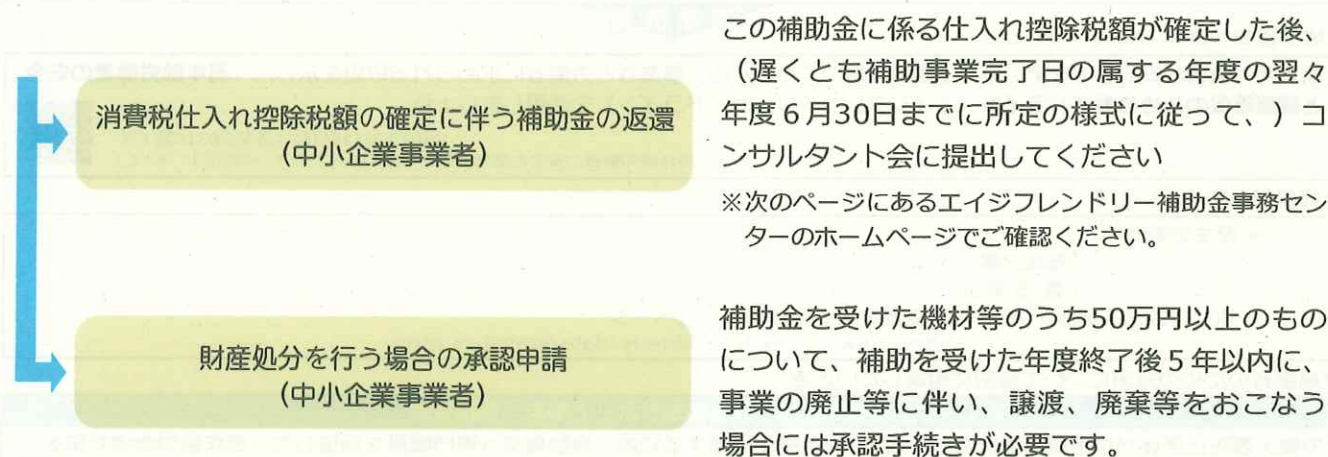 消費税仕入れ控除税額の確定に伴う補助金の返還
(中小企業事業者)
この補助金に係る仕入れ控除税額が確定した後、
（遅くとも補助事業完了日の属する年度の翌々
年度６月30日までに所定の様式に従って、）コ
ンサルタント会に提出してください
※次のページにあるエイジフレンドリー補助金事務セン
ターのホームページでご確認ください。
財産処分を行う場合の承認申請
(中小企業事業者)
補助金を受けた機材等のうち50万円以上のもの
について、補助を受けた年度終了後５年以内に、
事業の廃止等に伴い、譲渡、廃棄等をおこなう
場合には承認手続きが必要です。